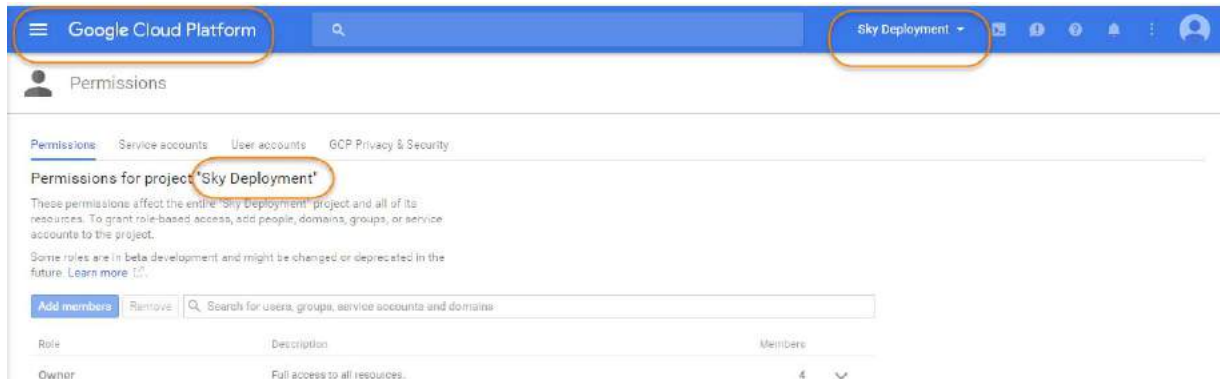 Google Cloud Platform
Sky Deployment
Permissions
Permissions Service accounts User accounts GCP Privacy & Security
Permissions for project "Sky Deployment"
These permissions affect the entire "Sky Deployment" project and all of its
resources. To grant role-based access, add people, domains, groups, or service
accounts to the project.
Some roles are in beta development and might be changed or deprecated in the
future. Learn more
Add members Remove Search for users, groups, service accounts and domains
Role Description Members
Owner Full access to all resources. 4